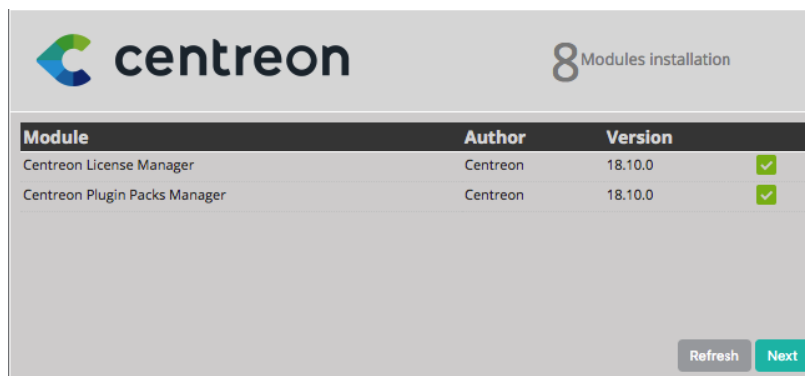 centreon
8 Modules installation
Module Author Version
Centreon License Manager Centreon 18.10.0
Centreon Plugin Packs Manager Centreon 18.10.0
Refresh Next